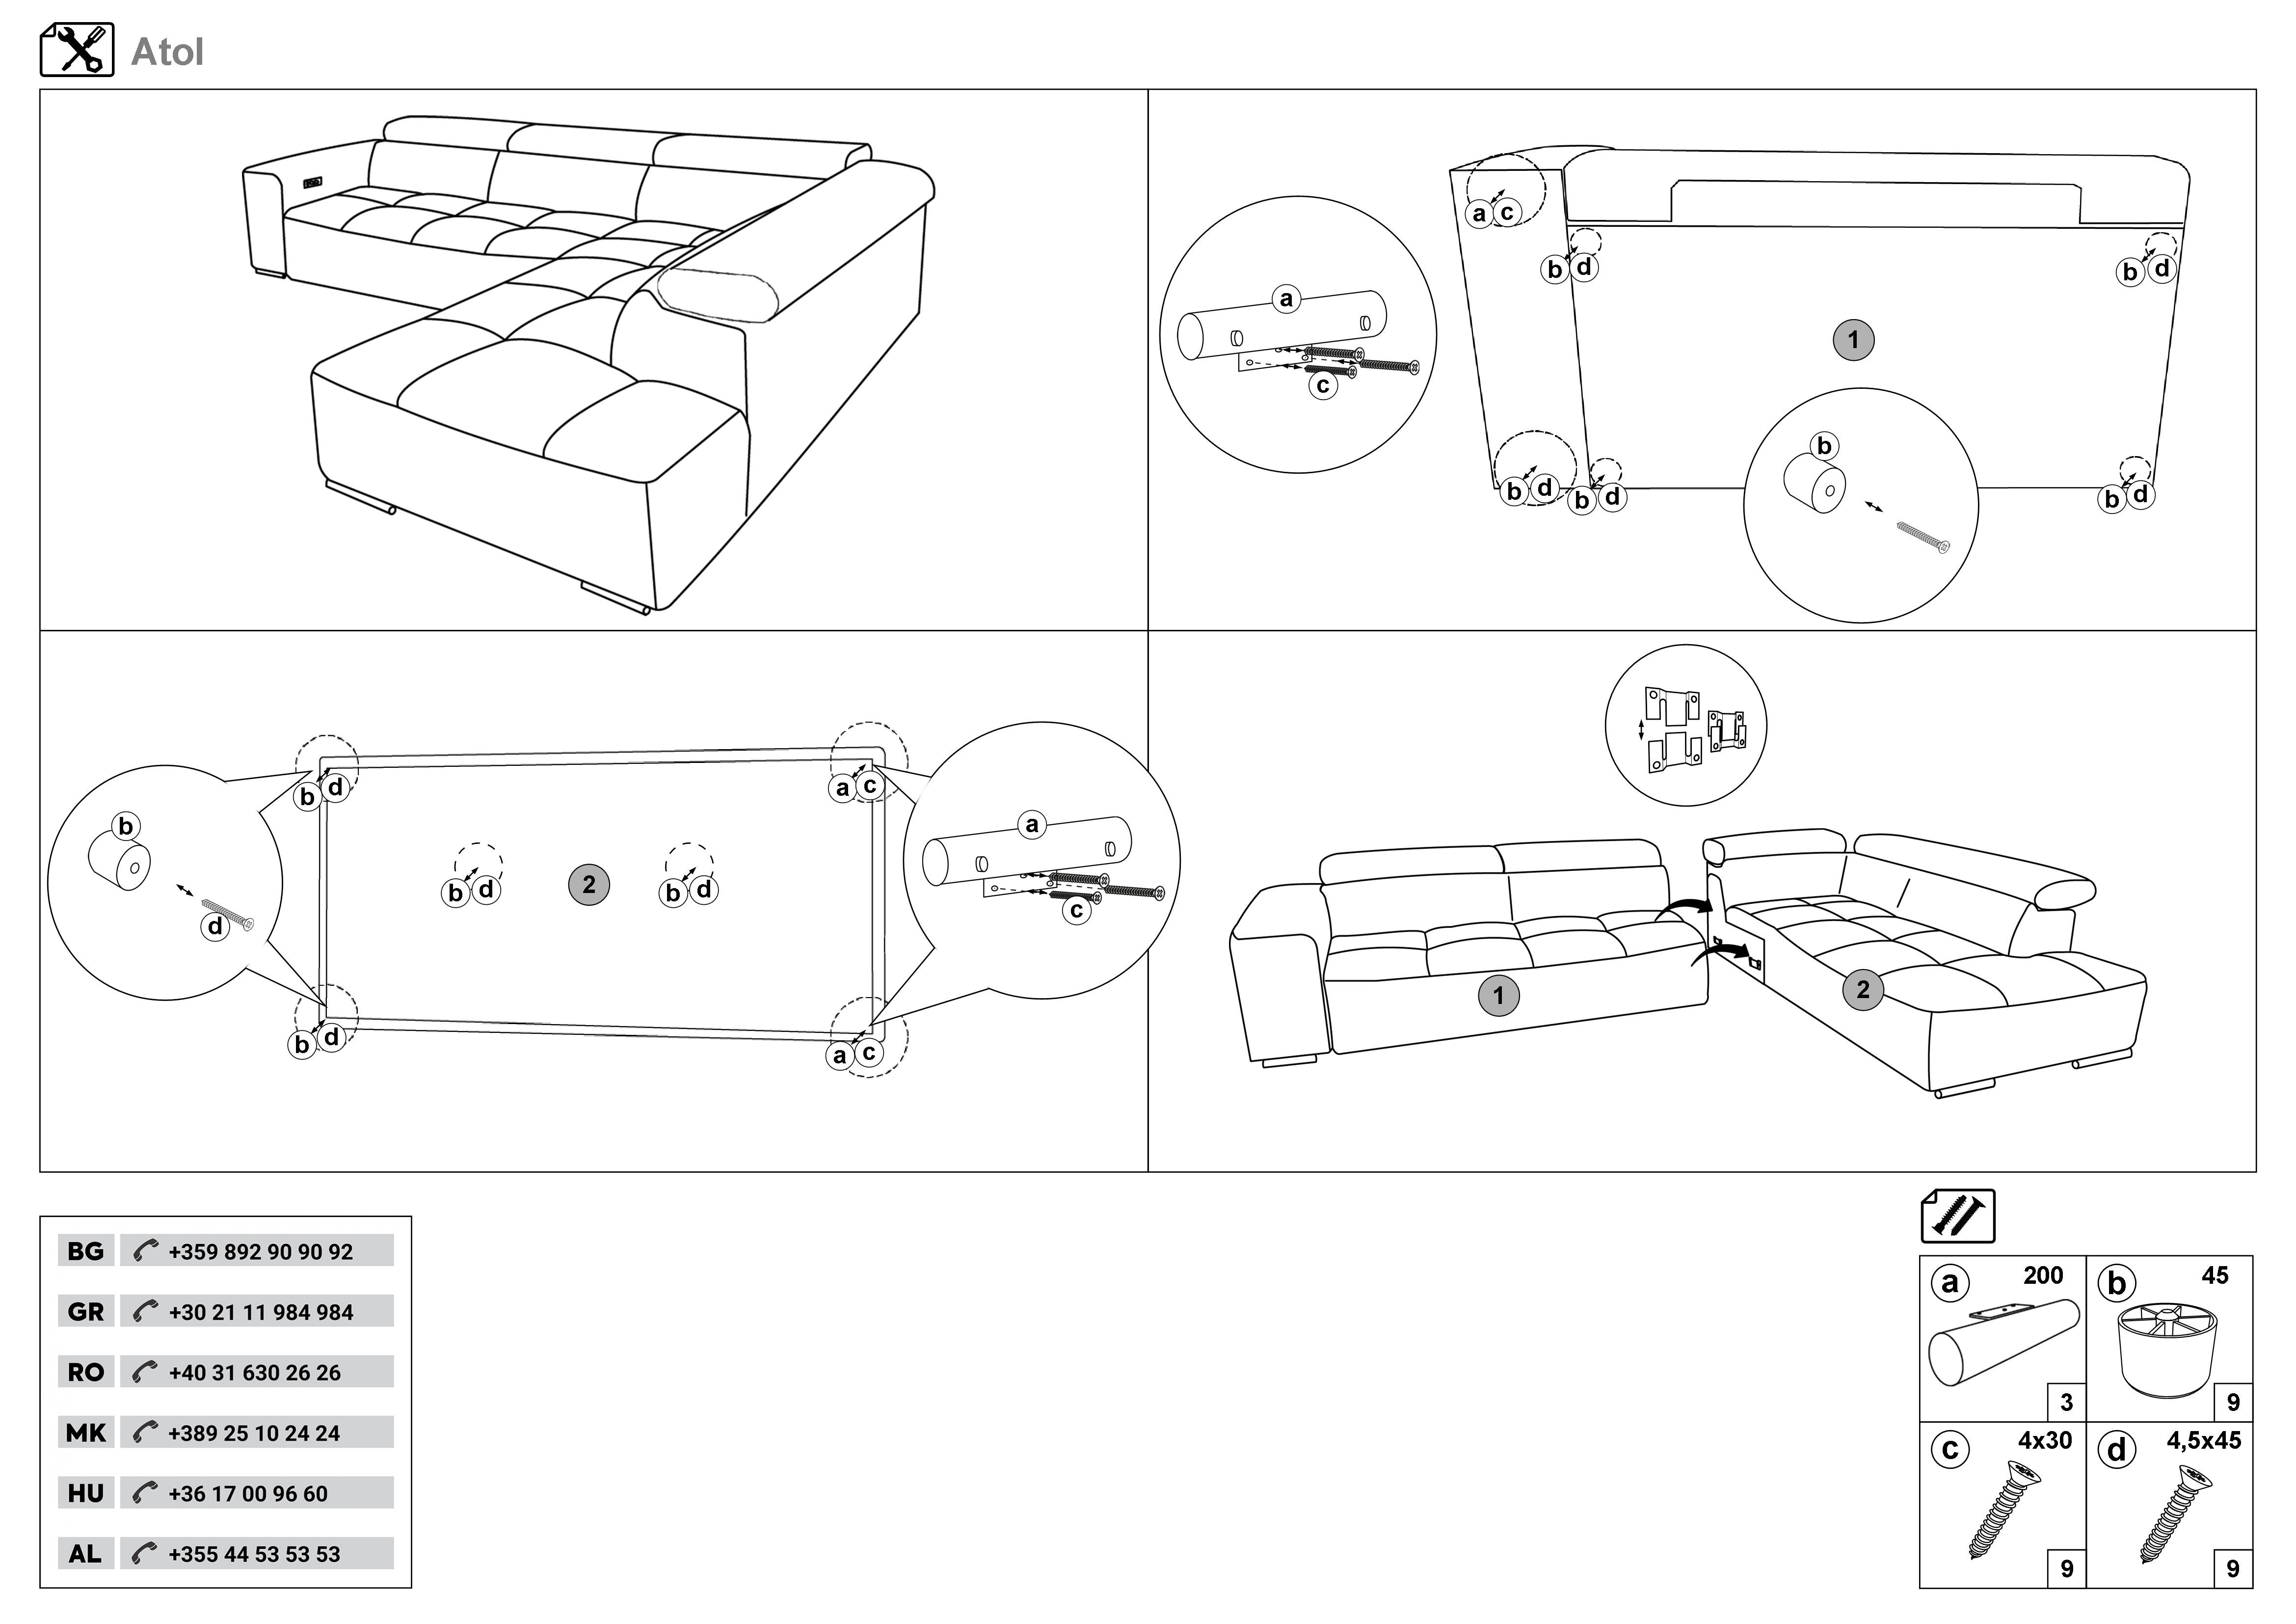 Atol
a
c
a c
b d
b d
1
b
b d
b d
b d
b
d
b d
a c
b d
2
b d
b d
a c
a
c
1
2
BG +359 892 90 90 92
GR +30 21 11 984 984
RO +40 31 630 26 26
MK +389 25 10 24 24
HU +36 17 00 96 60
AL +355 44 53 53 53
a 200
3
b 45
9
c 4x30
9
d 4,5x45
9